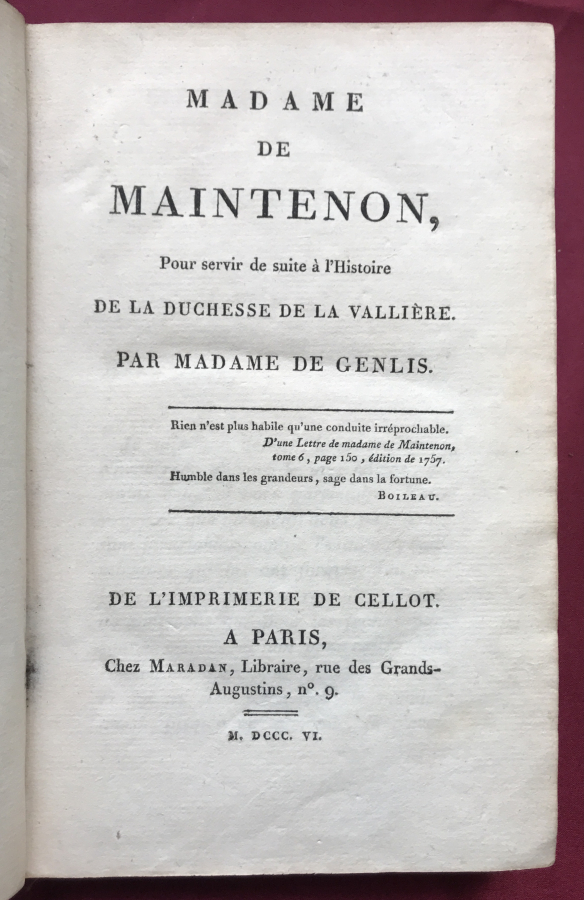 MADAME
DE
MAINTENON,
Pour servir de suite à l'Histoire
DE LA DUCHESSE DE LA VALLIÈRE.
PAR MADAME DE GENLIS.
Rien n'est plus habile qu'une conduite irréprochable.
D'une Lettre de madame de Maintenon,
tome 6, page 150, édition de 1757.
Humble dans les grandeurs, sage dans la fortune.
BOILEAU.
DE L'IMPRIMERIE DE CELLOT.
A PARIS,
Chez MARADAN, Libraire, rue des Grands-
Augustins, n°. 9.
M. DCCC. VI.